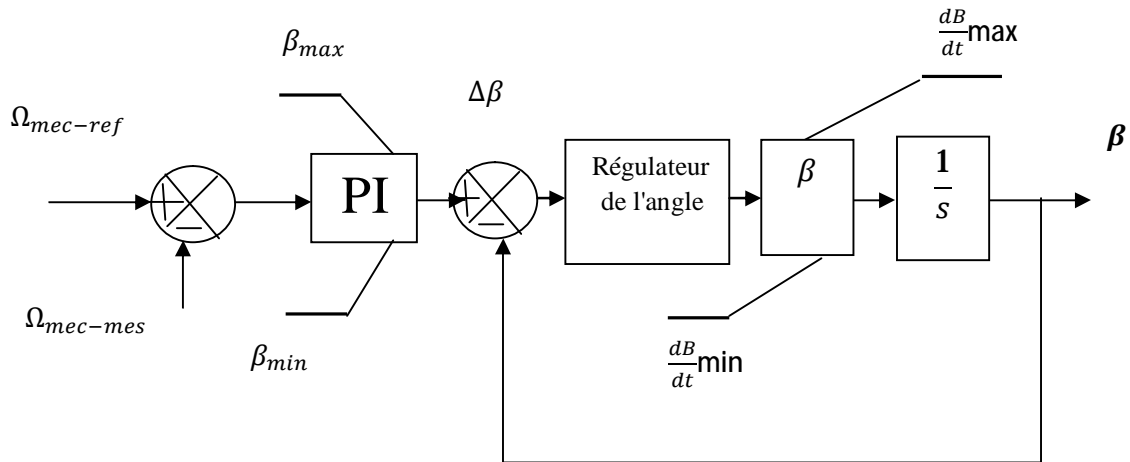 dB/dt max
β_max
Δβ
Ω_mec−ref
β
PI
Régulateur
de l'angle
β
1/s
+
−
+
−
Ω_mec−mes
β_min
dB/dt min